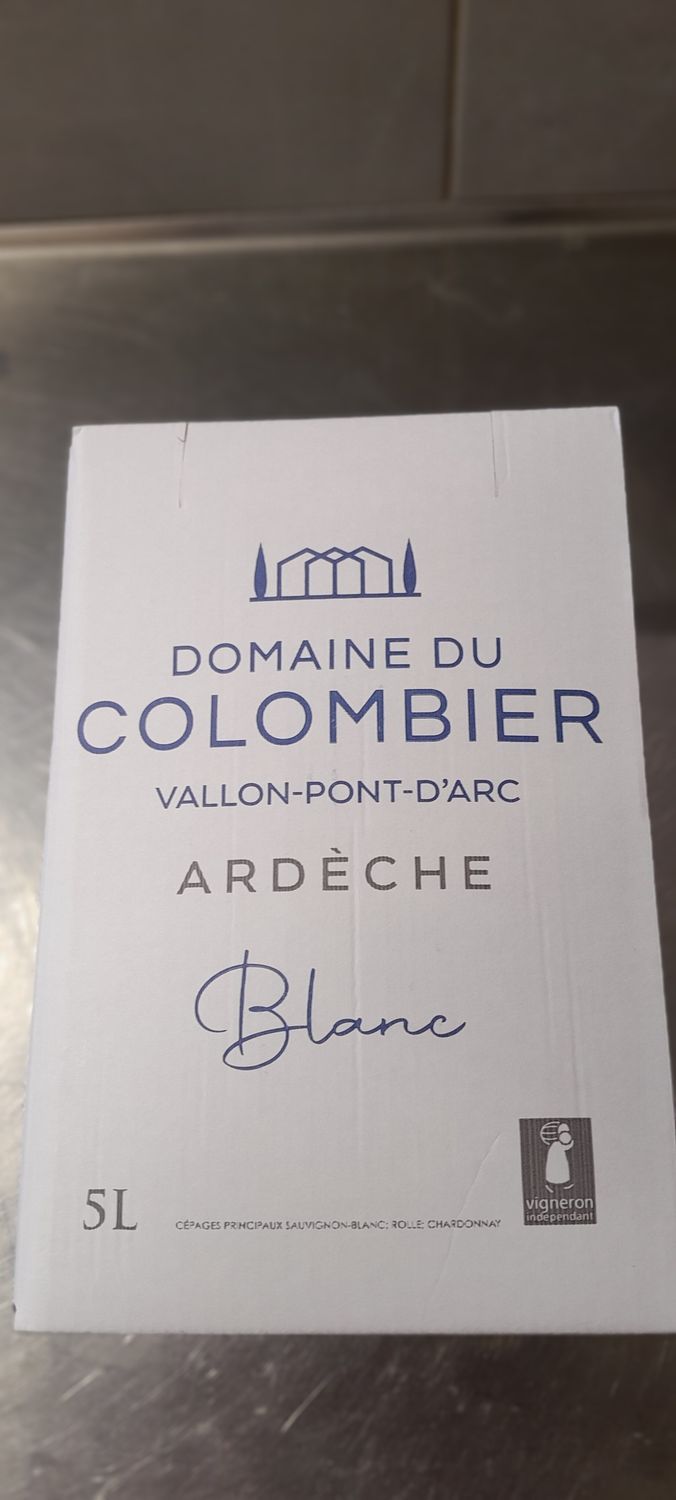 DOMAINE DU
COLOMBIER
VALLON-PONT-D'ARC
ARDÈCHE
Blanc
5L
CÉPAGES PRINCIPAUX SAUVIGNON-BLANC; ROLLE; CHARDONNAY
vigneron
indépendant